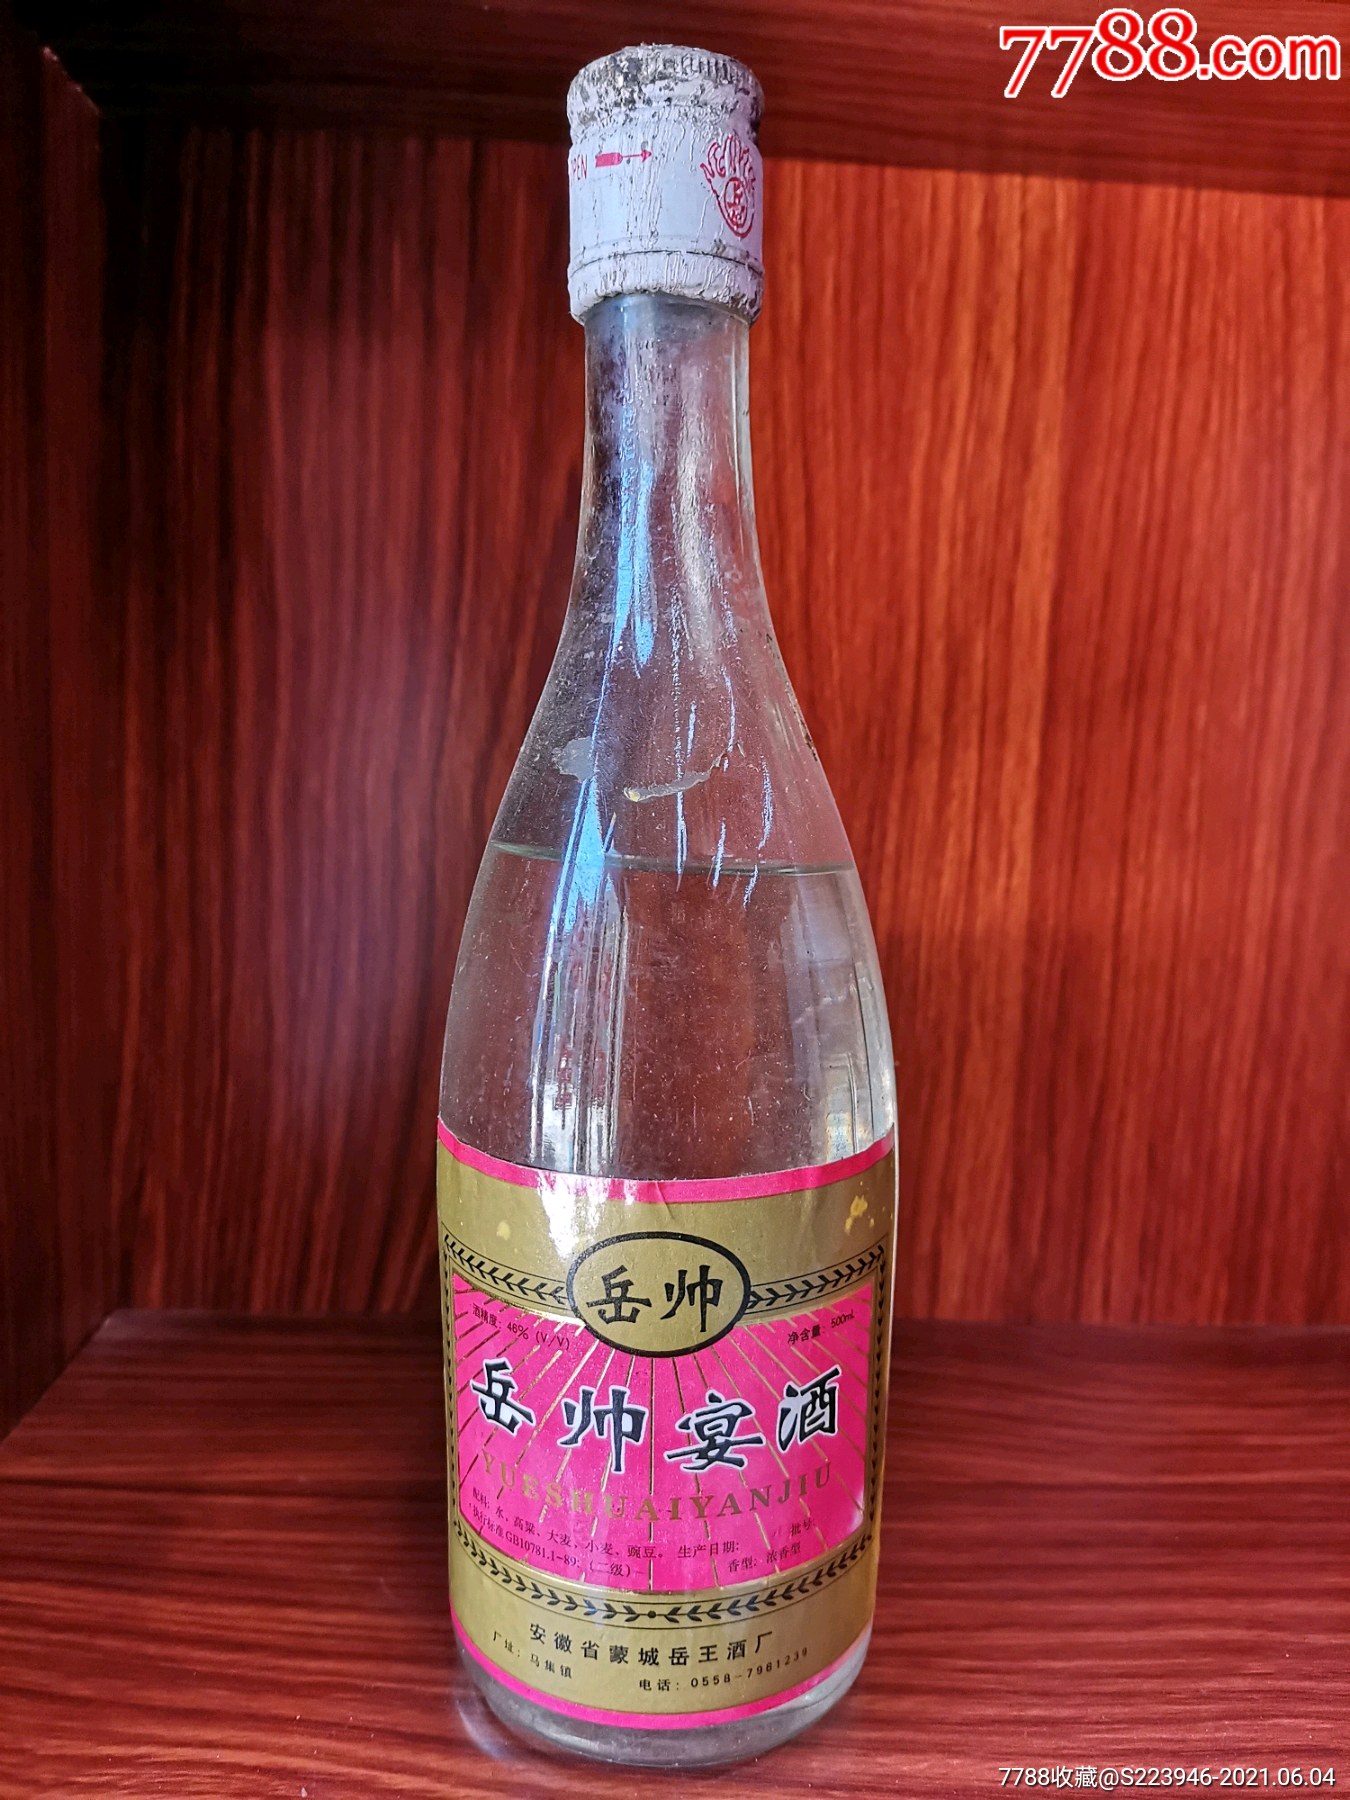 7788.com
PEN
岳帅
酒精度：46%（V/V）
净含量：500mL
岳帅宴酒
YUESHUAIYANJIU
配料：水、高粱、大麦、小麦、豌豆。 生产日期： 批号：
执行标准GB10781.1-89（二级） 香型：浓香型
安徽省蒙城岳王酒厂
厂址：马集镇 电话：0558-7961239
7788收藏@S223946-2021.06.04